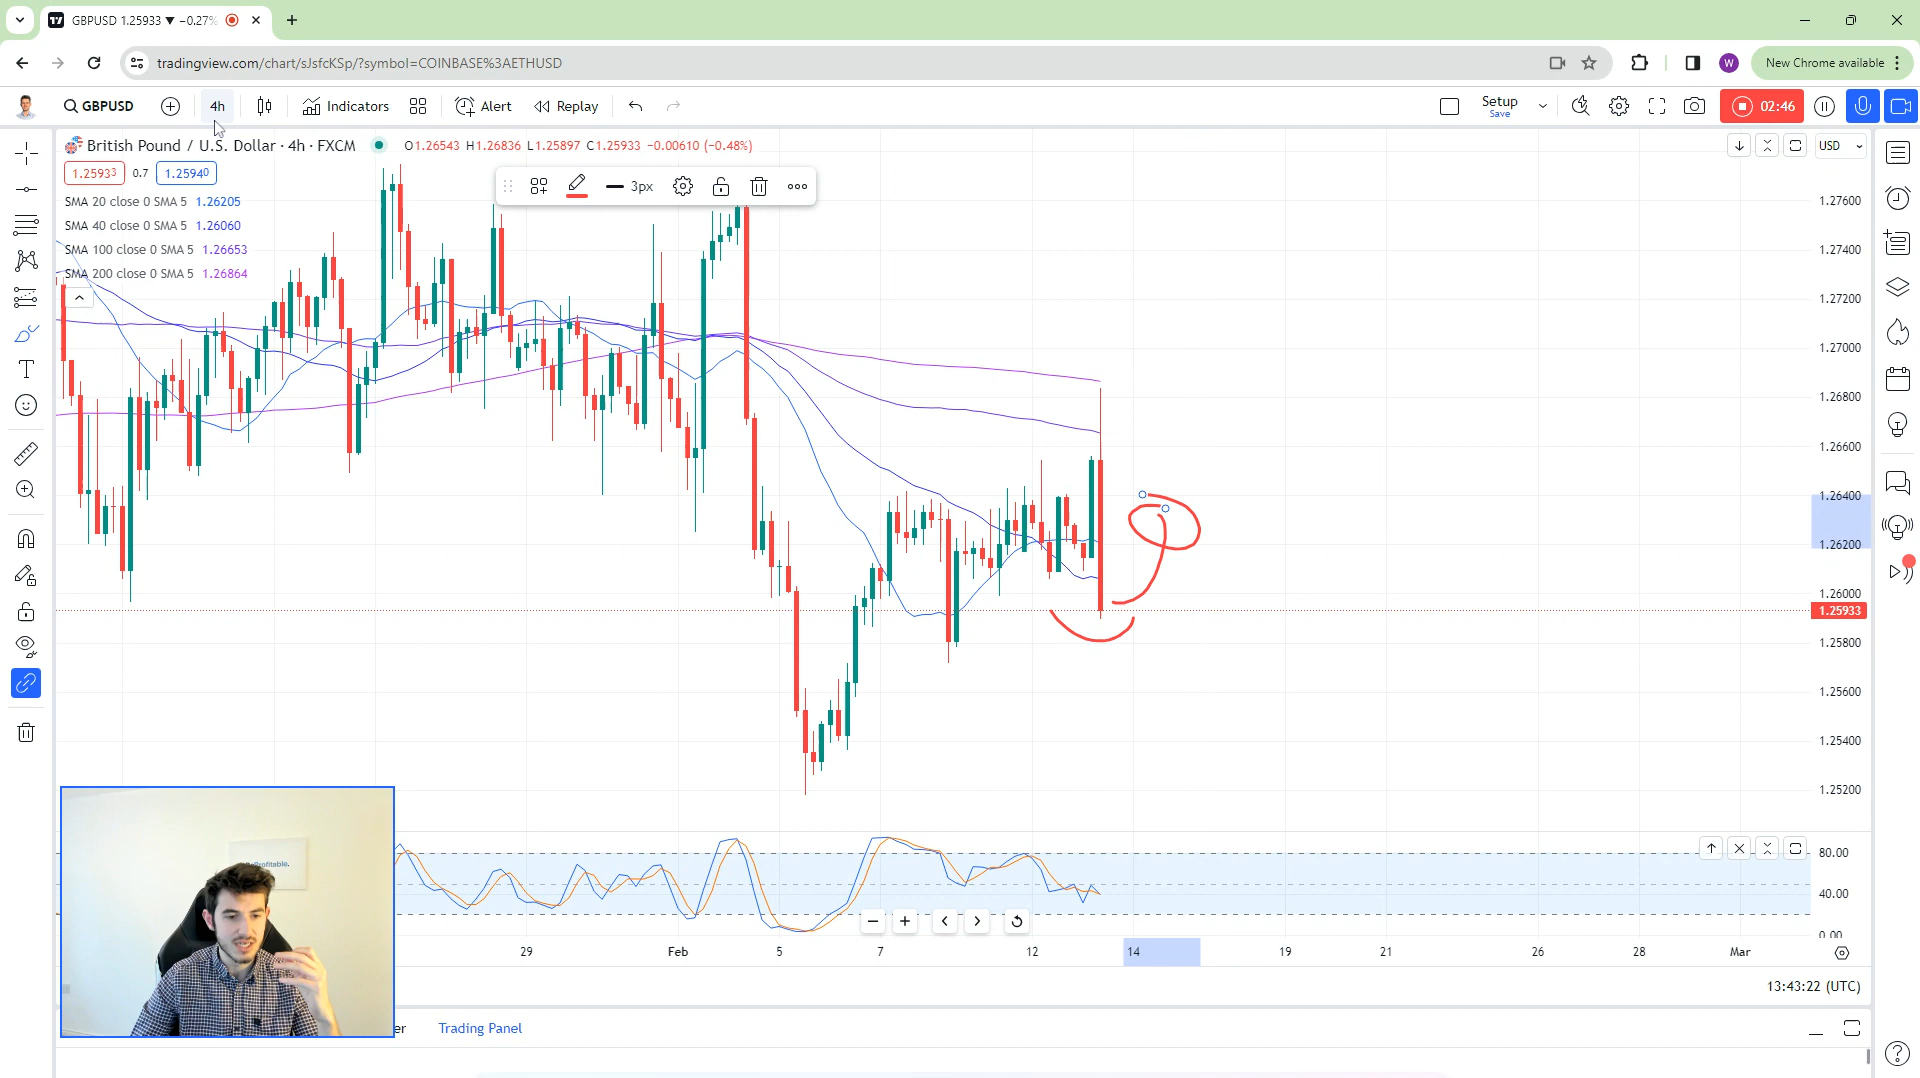 GBPUSD 1.25933 ▼ −0.27%
tradingview.com/chart/sJsfcKSp/?symbol=COINBASE%3AETHUSD
W
New Chrome available
GBPUSD
4h
Indicators
Alert
Replay
Setup
Save
02:46
British Pound / U.S. Dollar · 4h · FXCM
O1.26543 H1.26836 L1.25897 C1.25933 −0.00610 (−0.48%)
USD
1.25933
0.7
1.25940
3px
SMA 20 close 0 SMA 5 1.26205
SMA 40 close 0 SMA 5 1.26060
SMA 100 close 0 SMA 5 1.26653
SMA 200 close 0 SMA 5 1.26864
1.27600
1.27400
1.27200
1.27000
1.26800
1.26600
1.26400
1.26200
1.26000
1.25933
1.25800
1.25600
1.25400
1.25200
80.00
40.00
0.00
29
Feb
5
7
12
14
19
21
26
28
Mar
13:43:22 (UTC)
er
Trading Panel